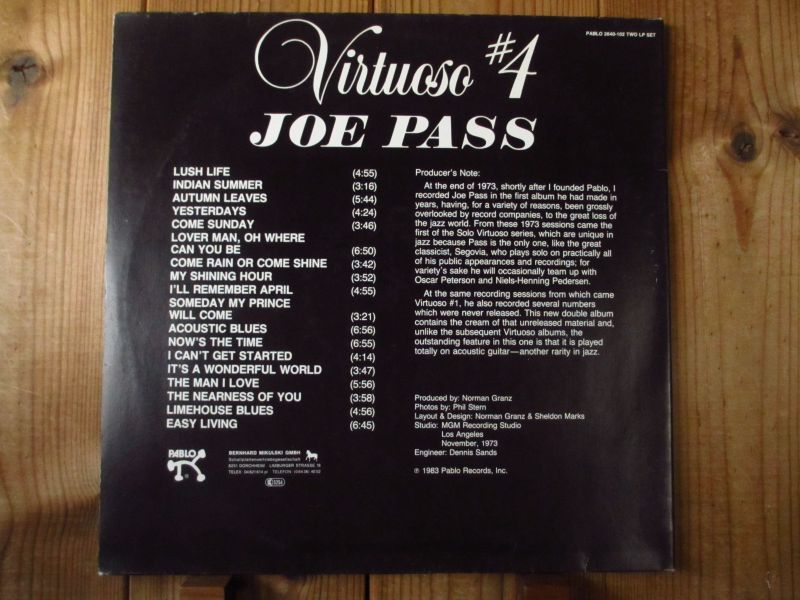 PABLO 2640-102 TWO LP SET
Virtuoso #4
JOE PASS
LUSH LIFE (4:55)
INDIAN SUMMER (3:16)
AUTUMN LEAVES (5:44)
YESTERDAYS (4:24)
COME SUNDAY (3:46)
LOVER MAN, OH WHERE
CAN YOU BE (6:50)
COME RAIN OR COME SHINE (3:42)
MY SHINING HOUR (3:52)
I'LL REMEMBER APRIL (4:55)
SOMEDAY MY PRINCE
WILL COME (3:21)
ACOUSTIC BLUES (6:56)
NOW'S THE TIME (6:55)
I CAN'T GET STARTED (4:14)
IT'S A WONDERFUL WORLD (3:47)
THE MAN I LOVE (5:56)
THE NEARNESS OF YOU (3:58)
LIMEHOUSE BLUES (4:56)
EASY LIVING (6:45)
Producer's Note:
At the end of 1973, shortly after I founded Pablo, I
recorded Joe Pass in the first album he had made in
years, having, for a variety of reasons, been grossly
overlooked by record companies, to the great loss of
the jazz world. From these 1973 sessions came the
first of the Solo Virtuoso series, which are unique in
jazz because Pass is the only one, like the great
classicist, Segovia, who plays solo on practically all
of his public appearances and recordings; for
variety's sake he will occasionally team up with
Oscar Peterson and Niels-Henning Pedersen.
At the same recording sessions from which came
Virtuoso #1, he also recorded several numbers
which were never released. This new double album
contains the cream of that unreleased material and,
unlike the subsequent Virtuoso albums, the
outstanding feature in this one is that it is played
totally on acoustic guitar—another rarity in jazz.
Produced by: Norman Granz
Photos by: Phil Stern
Layout & Design: Norman Granz & Sheldon Marks
Studio: MGM Recording Studio
Los Angeles
November, 1973
Engineer: Dennis Sands
℗ 1983 Pablo Records, Inc.
PABLO
BERNHARD MIKULSKI GMBH
Schallplattenvertriebsgesellschaft
6251 DORCHHEIM LIMBURGER STRASSE 18